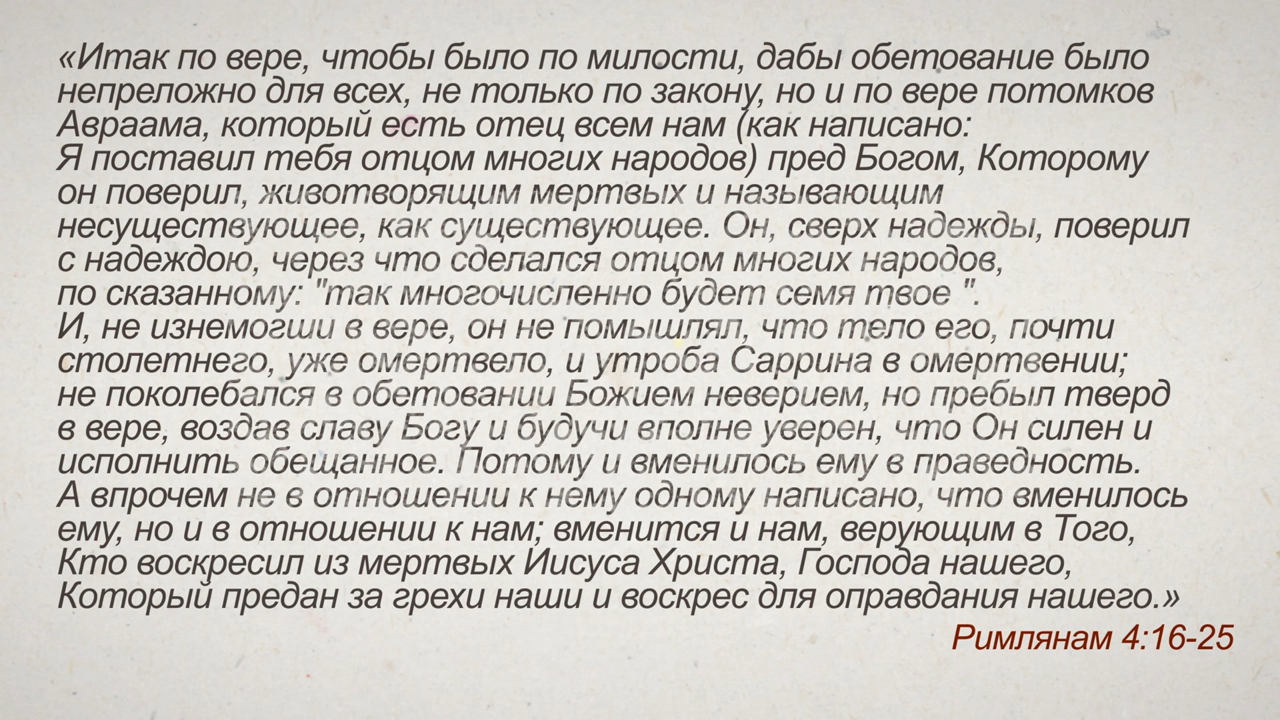 «Итак по вере, чтобы было по милости, дабы обетование было
непреложно для всех, не только по закону, но и по вере потомков
Авраама, который есть отец всем нам (как написано:
Я поставил тебя отцом многих народов) пред Богом, Которому
он поверил, животворящим мертвых и называющим
несуществующее, как существующее. Он, сверх надежды, поверил
с надеждою, через что сделался отцом многих народов,
по сказанному: "так многочисленно будет семя твое ".
И, не изнемогши в вере, он не помышлял, что тело его, почти
столетнего, уже омертвело, и утроба Саррина в омертвении;
не поколебался в обетовании Божием неверием, но пребыл тверд
в вере, воздав славу Богу и будучи вполне уверен, что Он силен и
исполнить обещанное. Потому и вменилось ему в праведность.
А впрочем не в отношении к нему одному написано, что вменилось
ему, но и в отношении к нам; вменится и нам, верующим в Того,
Кто воскресил из мертвых Иисуса Христа, Господа нашего,
Который предан за грехи наши и воскрес для оправдания нашего.»
Римлянам 4:16-25